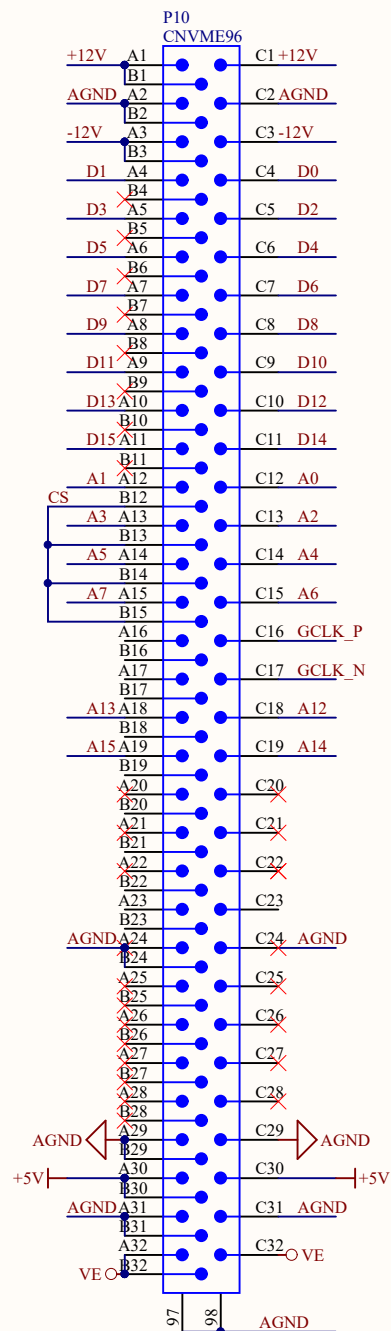 P10
CNVME96
+12V A1 C1 +12V
B1
AGND A2 C2 AGND
B2
-12V A3 C3 -12V
B3
D1 A4 C4 D0
B4
D3 A5 C5 D2
B5
D5 A6 C6 D4
B6
D7 A7 C7 D6
B7
D9 A8 C8 D8
B8
D11 A9 C9 D10
B9
D13 A10 C10 D12
B10
D15 A11 C11 D14
B11
A1 A12 C12 A0
CS B12
A3 A13 C13 A2
B13
A5 A14 C14 A4
B14
A7 A15 C15 A6
B15
A16 C16 GCLK_P
B16
A17 C17 GCLK_N
B17
A13 A18 C18 A12
B18
A15 A19 C19 A14
B19
A20 C20
B20
A21 C21
B21
A22 C22
B22
A23 C23
B23
AGND A24 C24 AGND
B24
A25 C25
B25
A26 C26
B26
A27 C27
B27
A28 C28
B28
A29 C29
AGND AGND
B29
+5V A30 C30 +5V
B30
AGND A31 C31 AGND
B31
A32 C32 VE
VE B32
97 98
AGND